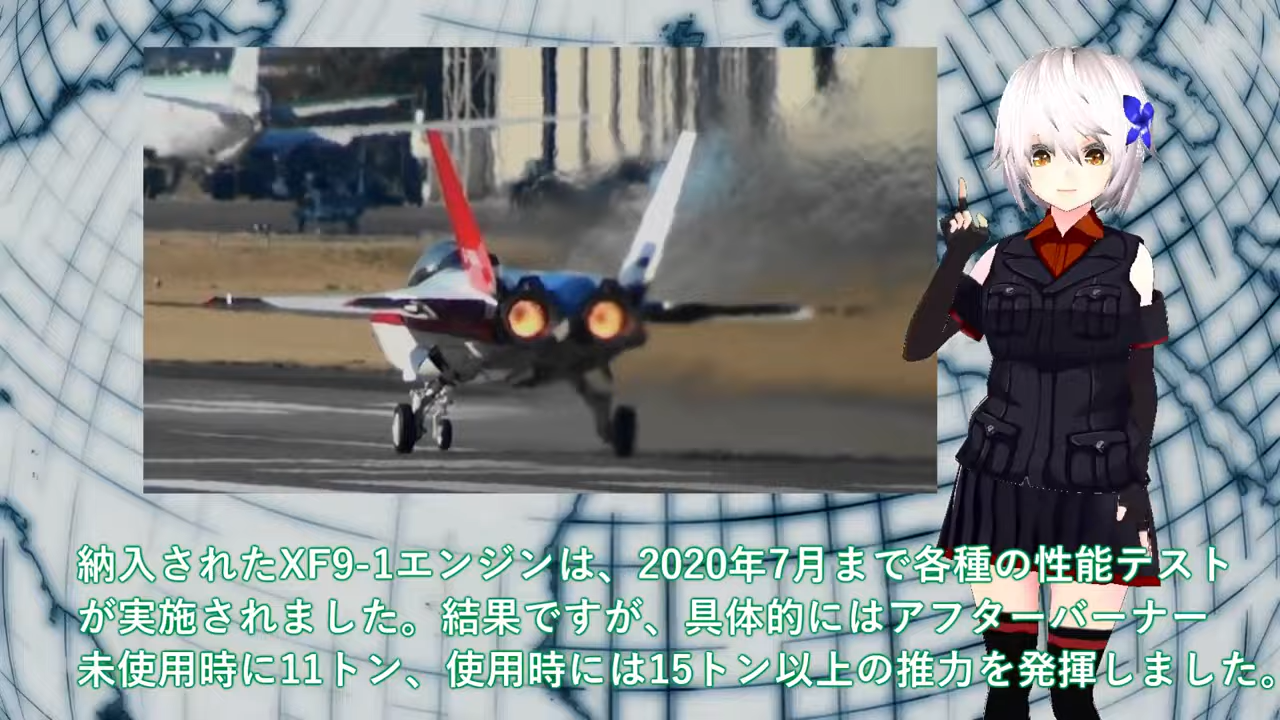 納入されたXF9-1エンジンは、2020年7月まで各種の性能テスト
が実施されました。結果ですが、具体的にはアフターバーナー
未使用時に11トン、使用時には15トン以上の推力を発揮しました。